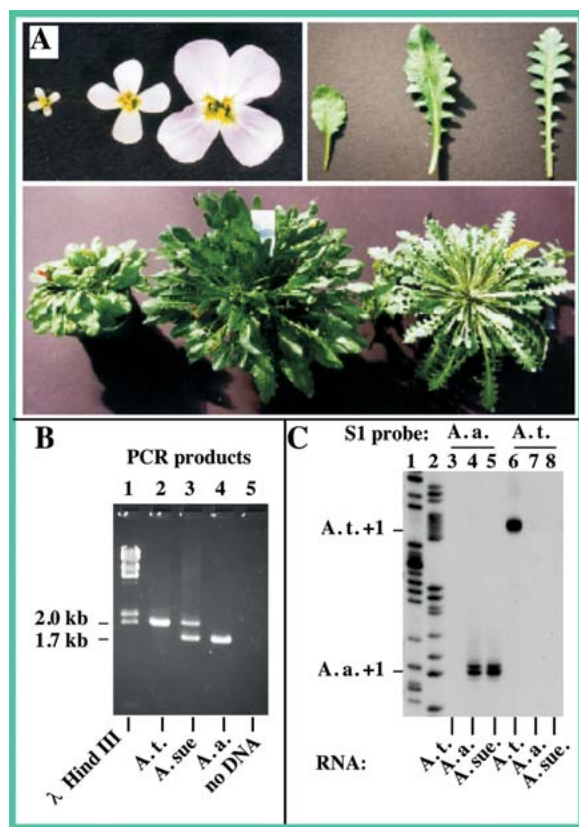 A
B
PCR products
1 2 3 4 5
2.0 kb
1.7 kb
λ Hind III
A. t.
A. sue
A. a.
no DNA
C
S1 probe: A. a. A. t.
1 2 3 4 5 6 7 8
A. t.+1
A. a.+1
RNA:
A. t.
A. a.
A. sue.
A. t.
A. a.
A. sue.